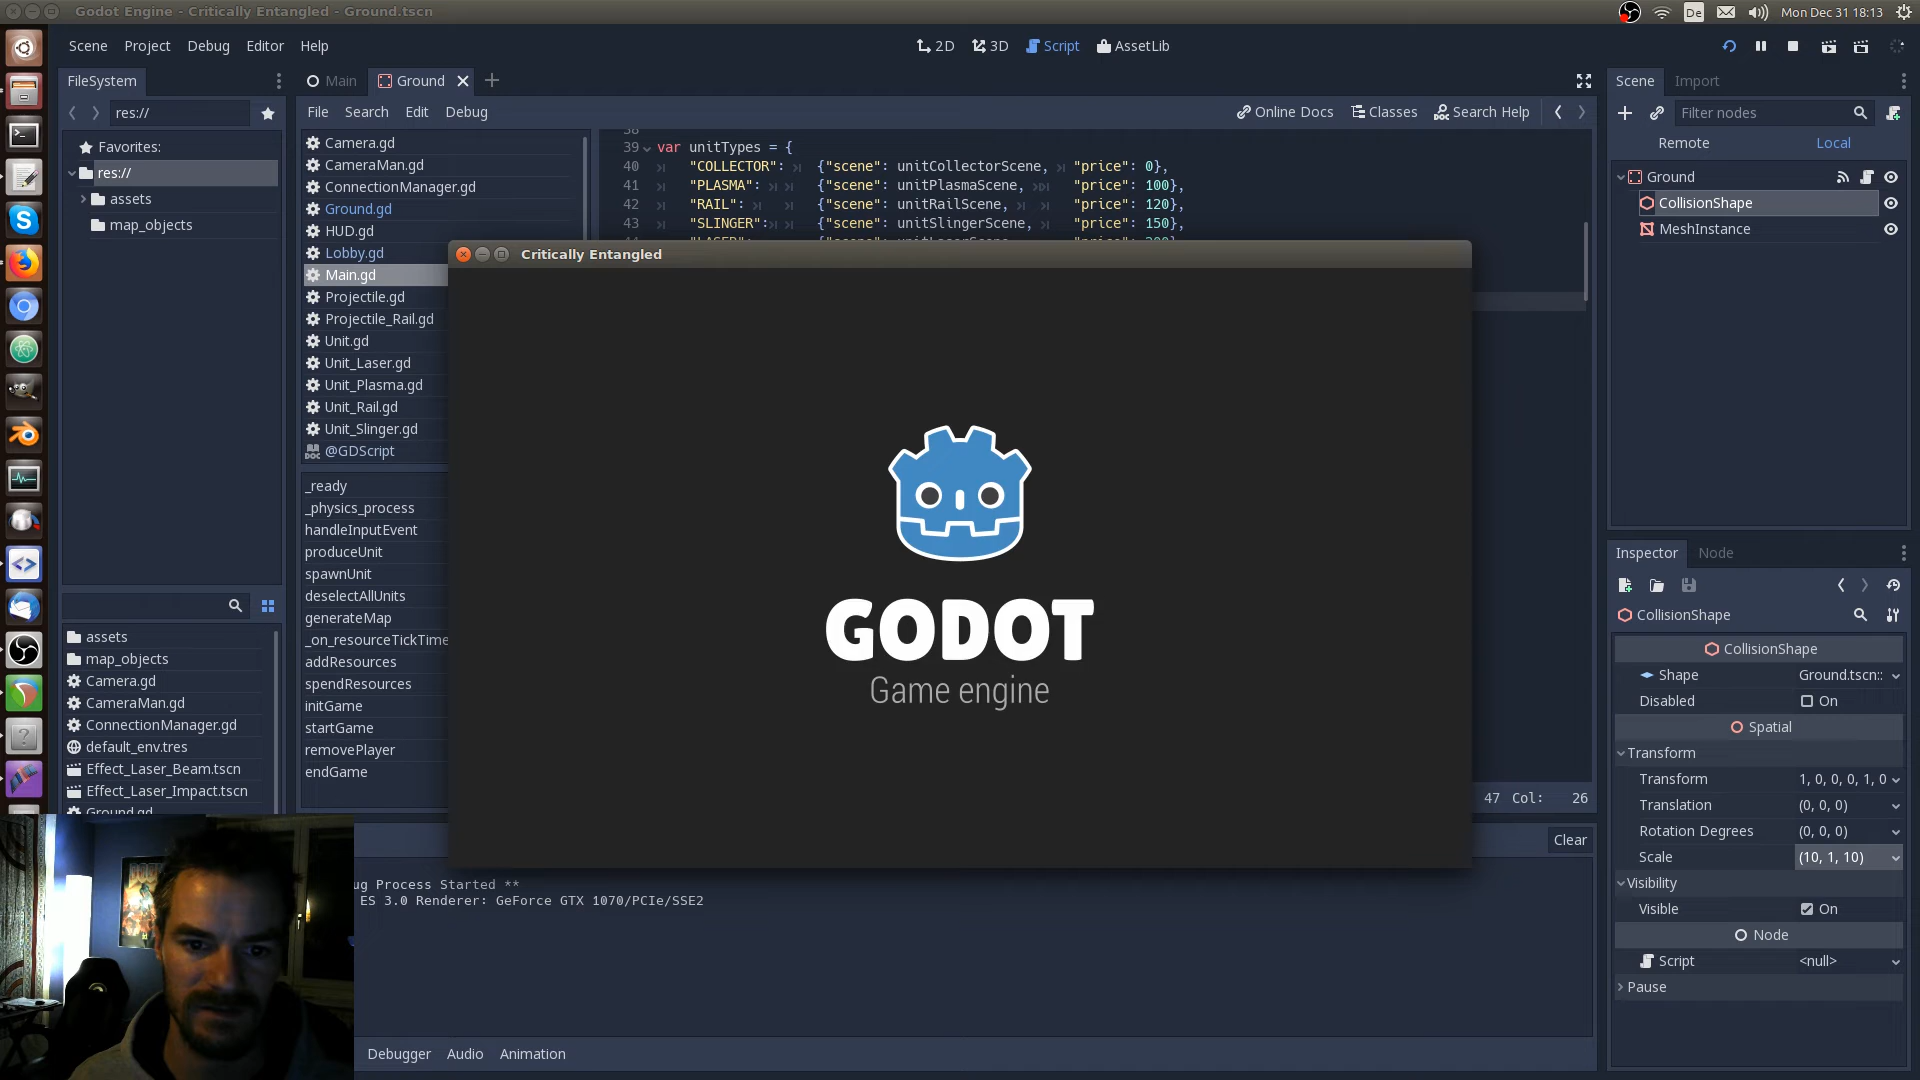 Godot Engine - Critically Entangled - Ground.tscn
De
Mon Dec 31 18:13
Scene Project Debug Editor Help
2D 3D Script AssetLib
FileSystem
res://
Favorites:
res://
assets
map_objects
assets
map_objects
Camera.gd
CameraMan.gd
ConnectionManager.gd
default_env.tres
Effect_Laser_Beam.tscn
Effect_Laser_Impact.tscn
Ground.gd
Main Ground
File Search Edit Debug
Online Docs Classes Search Help
Camera.gd
CameraMan.gd
ConnectionManager.gd
Ground.gd
HUD.gd
Lobby.gd
Main.gd
Projectile.gd
Projectile_Rail.gd
Unit.gd
Unit_Laser.gd
Unit_Plasma.gd
Unit_Rail.gd
Unit_Slinger.gd
@GDScript
_ready
_physics_process
handleInputEvent
produceUnit
spawnUnit
deselectAllUnits
generateMap
_on_resourceTickTime
addResources
spendResources
initGame
startGame
removePlayer
endGame
38
39 var unitTypes = {
40 "COLLECTOR": {"scene": unitCollectorScene, "price": 0},
41 "PLASMA": {"scene": unitPlasmaScene, "price": 100},
42 "RAIL": {"scene": unitRailScene, "price": 120},
43 "SLINGER": {"scene": unitSlingerScene, "price": 150},
Critically Entangled
GODOT
Game engine
47 Col: 26
Clear
ug Process Started **
ES 3.0 Renderer: GeForce GTX 1070/PCIe/SSE2
Debugger Audio Animation
Scene Import
Filter nodes
Remote Local
Ground
CollisionShape
MeshInstance
Inspector Node
CollisionShape
CollisionShape
Shape Ground.tscn::
Disabled On
Spatial
Transform
Transform 1, 0, 0, 0, 1, 0
Translation (0, 0, 0)
Rotation Degrees (0, 0, 0)
Scale (10, 1, 10)
Visibility
Visible On
Node
Script <null>
Pause